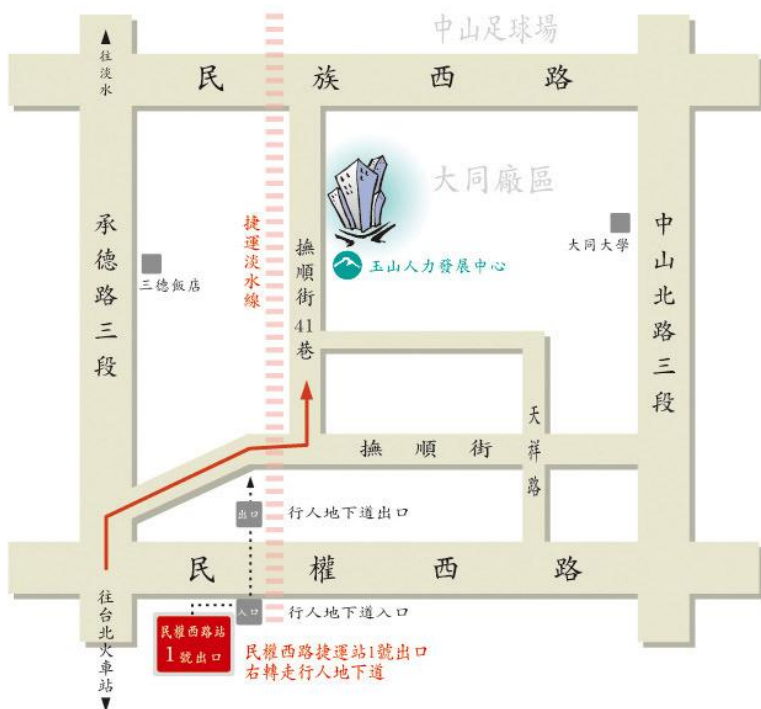 中山足球場
往淡水
民族西路
大同廠區
承德路三段
捷運淡水線
撫順街41巷
中山北路三段
大同大學
三德飯店
玉山人力發展中心
天祥路
撫順街
出口
行人地下道出口
民權西路
入口
行人地下道入口
往台北火車站
民權西路站
1號出口
民權西路捷運站1號出口
右轉走行人地下道